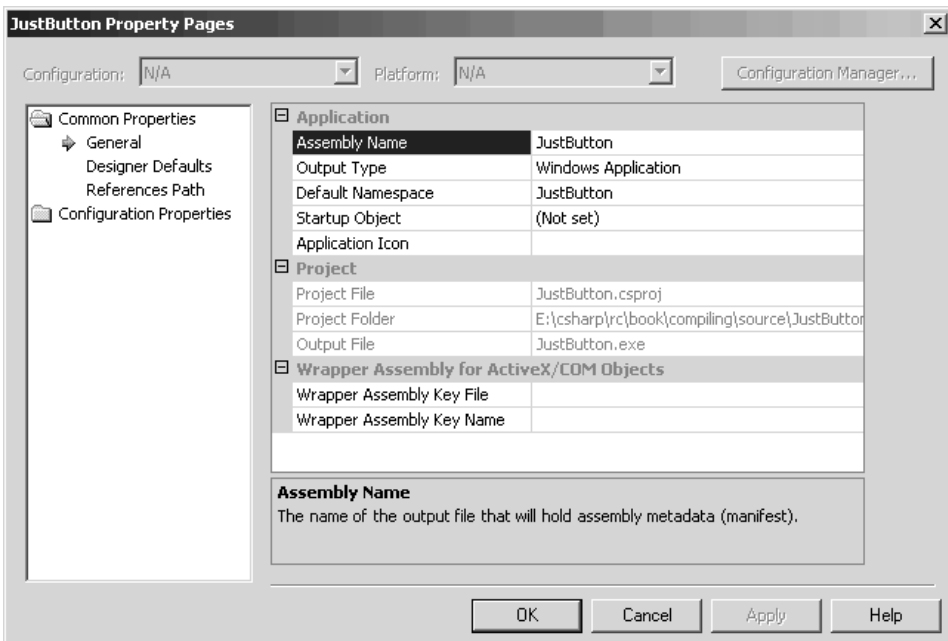 JustButton Property Pages
Configuration: N/A Platform: N/A Configuration Manager...
Common Properties
General
Designer Defaults
References Path
Configuration Properties
Application
Assembly Name JustButton
Output Type Windows Application
Default Namespace JustButton
Startup Object (Not set)
Application Icon
Project
Project File JustButton.csproj
Project Folder E:\csharp\rc\book\compiling\source\JustButton
Output File JustButton.exe
Wrapper Assembly for ActiveX/COM Objects
Wrapper Assembly Key File
Wrapper Assembly Key Name
Assembly Name
The name of the output file that will hold assembly metadata (manifest).
OK Cancel Apply Help